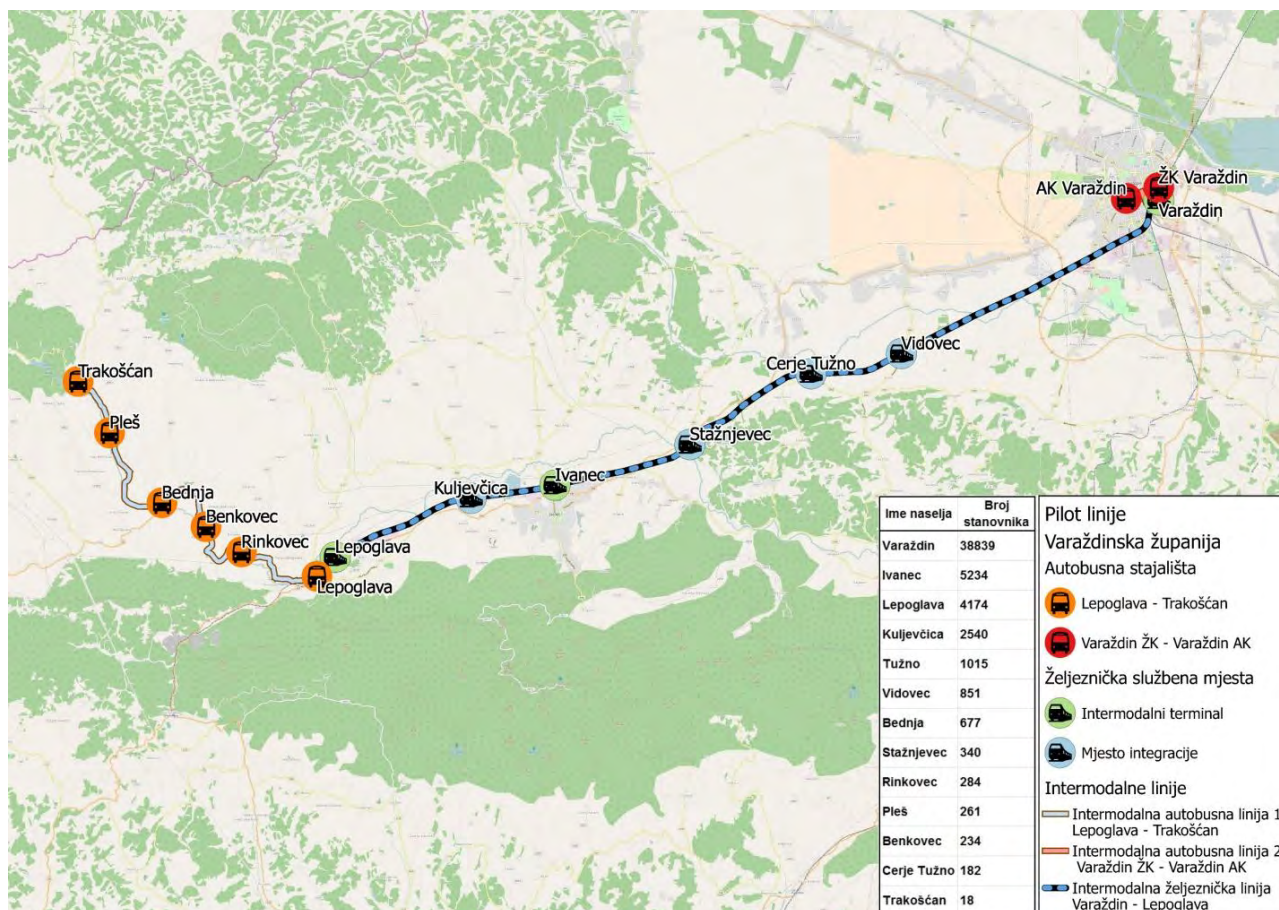 ŽK Varaždin
AK Varaždin
Varaždin
Vidovec
Cerje Tužno
Trakošćan
Pleš
Stažnjevec
Ivanec
Kuljevčica
Bednja
Benkovec
Rinkovec
Lepoglava
Lepoglava
Ime naselja Broj
stanovnika
Varaždin 38839
Ivanec 5234
Lepoglava 4174
Kuljevčica 2540
Tužno 1015
Vidovec 851
Bednja 677
Stažnjevec 340
Rinkovec 284
Pleš 261
Benkovec 234
Cerje Tužno 182
Trakošćan 18
Pilot linije
Varaždinska županija
Autobusna stajališta
Lepoglava - Trakošćan
Varaždin ŽK - Varaždin AK
Željeznička službena mjesta
Intermodalni terminal
Mjesto integracije
Intermodalne linije
Intermodalna autobusna linija 1
Lepoglava - Trakošćan
Intermodalna autobusna linija 2
Varaždin ŽK - Varaždin AK
Intermodalna željeznička linija
Varaždin - Lepoglava